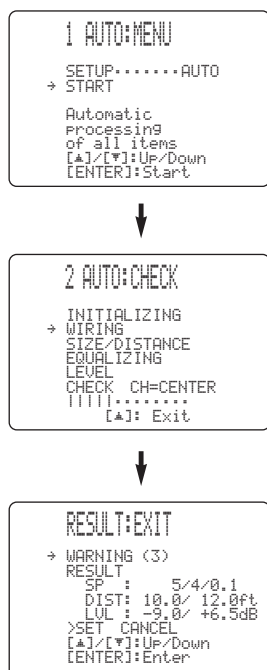 1 AUTO:MENU
SETUP•••••••AUTO
→ START
Automatic
processing
of all items
[▲]/[▼]:Up/Down
[ENTER]:Start
2 AUTO:CHECK
INITIALIZING
→ WIRING
SIZE/DISTANCE
EQUALIZING
LEVEL
CHECK CH=CENTER
|||||••••••••
[▲]: Exit
RESULT:EXIT
→ WARNING (3)
RESULT
SP : 5/4/0.1
DIST: 10.0/ 12.0ft
LVL : -9.0/ +6.5dB
>SET CANCEL
[▲]/[▼]:Up/Down
[ENTER]:Enter